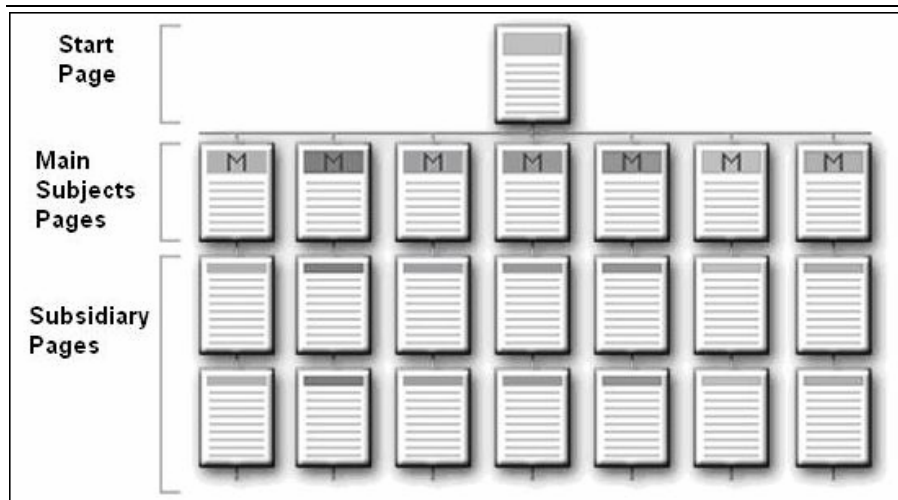 Start
Page
M M M M M M M
Main
Subjects
Pages
Subsidiary
Pages